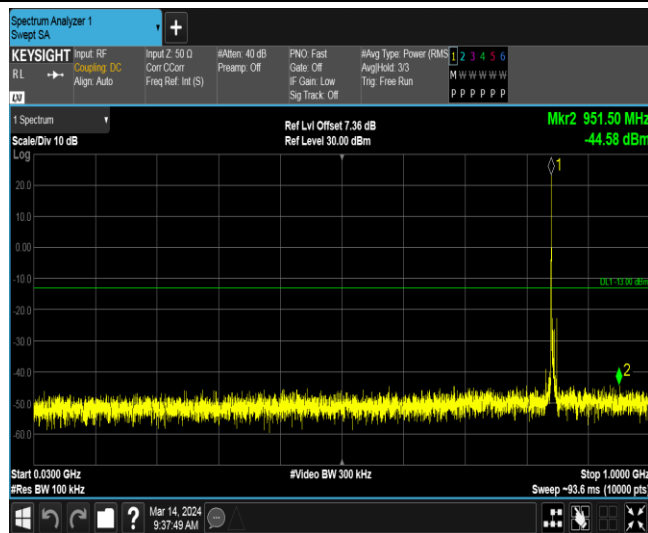 Spectrum Analyzer 1
Swept SA
+
KEYSIGHT
RL
LXI
Input: RF
Coupling: DC
Align: Auto
Input Z: 50 Ω
Corr CCorr
Freq Ref: Int (S)
#Atten: 40 dB
Preamp: Off
PNO: Fast
Gate: Off
IF Gain: Low
Sig Track: Off
#Avg Type: Power (RMS
Avg|Hold: 3/3
Trig: Free Run
1 2 3 4 5 6
M W W W W W
P P P P P P
1 Spectrum
Scale/Div 10 dB
Log
Ref Lvl Offset 7.36 dB
Ref Level 30.00 dBm
Mkr2 951.50 MHz
-44.58 dBm
1
20.0
10.0
0.00
-10.0
DL1 -13.00 dBm
-20.0
-30.0
-40.0
2
-50.0
-60.0
Start 0.0300 GHz
#Res BW 100 kHz
#Video BW 300 kHz
Stop 1.0000 GHz
Sweep ~93.6 ms (10000 pts)
?
Mar 14, 2024
9:37:49 AM